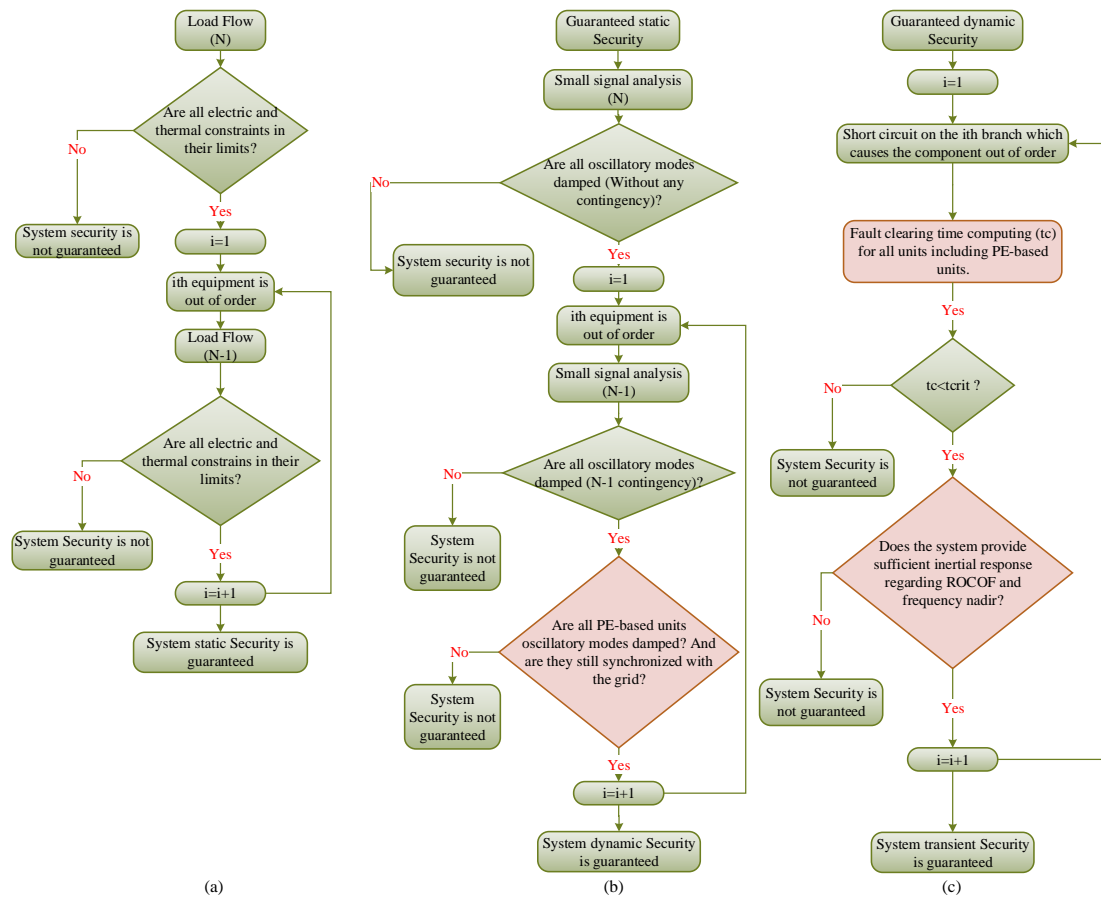 Load Flow
(N)
Are all electric and
thermal constraints in
their limits?
No
Yes
System security is
not guaranteed
i=1
ith equipment is
out of order
Load Flow
(N-1)
Are all electric and
thermal constrains in their
limits?
No
System Security is not
guaranteed
Yes
i=i+1
System static Security is
guaranteed
(a)
Guaranteed static
Security
Small signal analysis
(N)
Are all oscillatory modes
damped (Without any
contingency)?
No
System security is not
guaranteed
Yes
i=1
ith equipment is
out of order
Small signal analysis
(N-1)
Are all oscillatory modes
damped (N-1 contingency)?
No
System
Security is not
guaranteed
Yes
Are all PE-based units
oscillatory modes damped? And
are they still synchronized with
the grid?
No
System
Security is not
guaranteed
Yes
i=i+1
System dynamic Security
is guaranteed
(b)
Guaranteed dynamic
Security
i=1
Short circuit on the ith branch which
causes the component out of order
Fault clearing time computing (tc)
for all units including PE-based
units.
Yes
tc<tcrit ?
No
System Security is
not guaranteed
Yes
Does the system provide
sufficient inertial response
regarding ROCOF and
frequency nadir?
No
System Security is
not guaranteed
Yes
i=i+1
System transient Security
is guaranteed
(c)